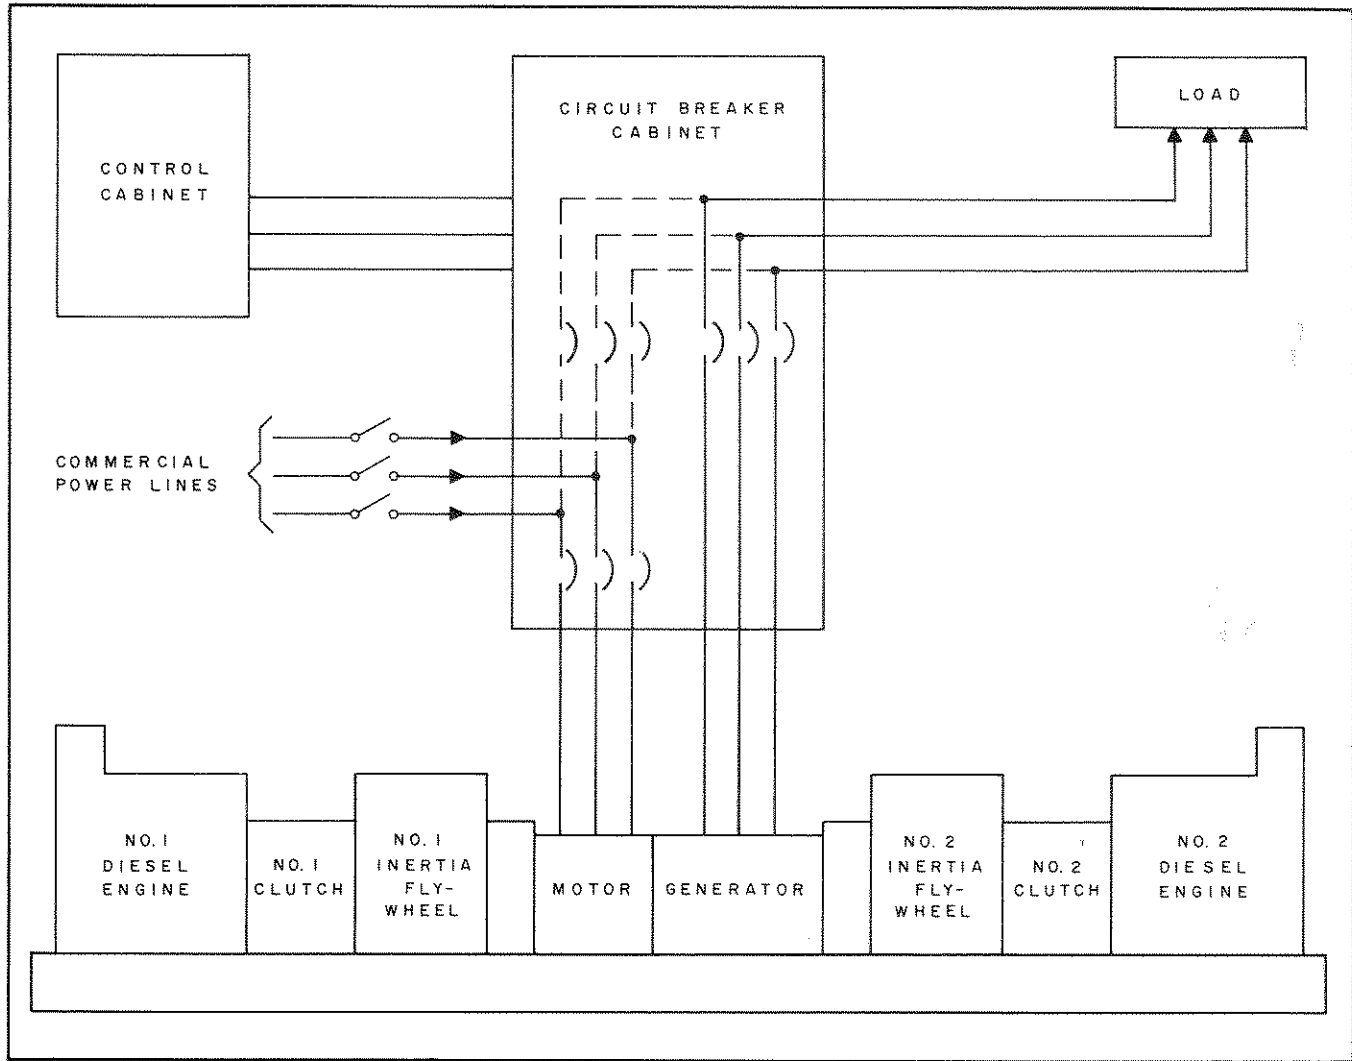 CONTROL
CABINET
CIRCUIT BREAKER
CABINET
LOAD
COMMERCIAL
POWER LINES
NO. 1
DIESEL
ENGINE
NO. 1
CLUTCH
NO. 1
INERTIA
FLY-
WHEEL
MOTOR
GENERATOR
NO. 2
INERTIA
FLY-
WHEEL
NO. 2
CLUTCH
NO. 2
DIESEL
ENGINE